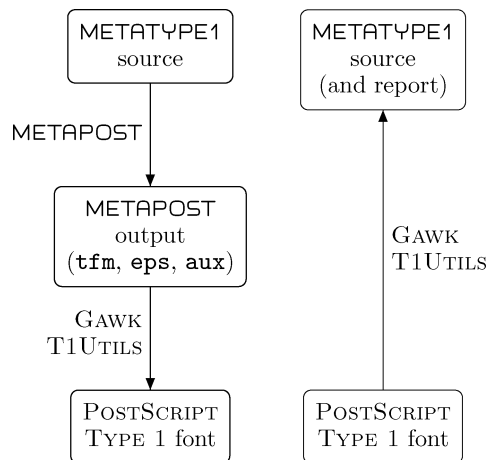 METATYPE1
source
METAPOST
METAPOST
output
(tfm, eps, aux)
GAWK
T1UTILS
POSTSCRIPT
TYPE 1 font
METATYPE1
source
(and report)
GAWK
T1UTILS
POSTSCRIPT
TYPE 1 font